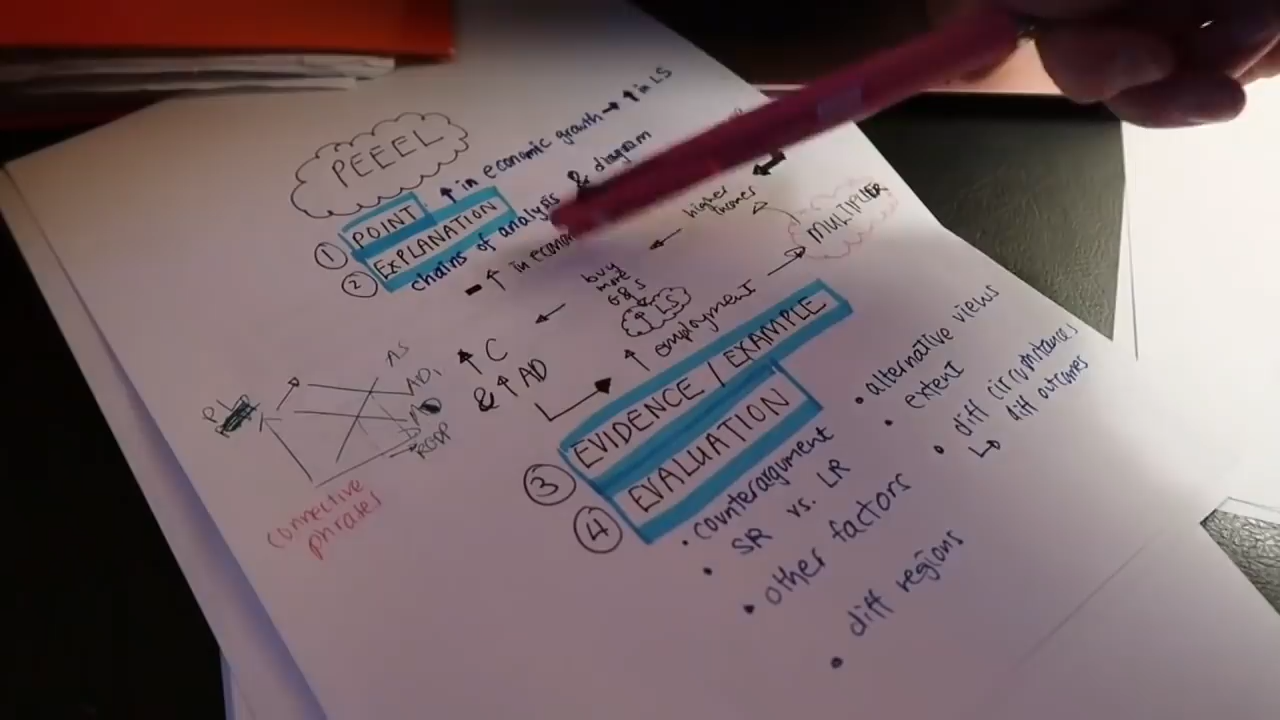 PEEEL
① POINT : ↑ in economic growth → ↑ in LS
② EXPLANATION
chains of analysis & diagram
- ↑ in
higher incomes
MULTIPLIER
buy more G&S
↑ LS
↑ employment
↑ C
& ↑ AD
AS
AD₁
AD
RGDP
PL
connective phrases
③ EVIDENCE / EXAMPLE
④ EVALUATION
• counterargument
• SR vs. LR
• other factors
• diff regions
• alternative views
• extent
• diff circumstances
↳ diff outcomes